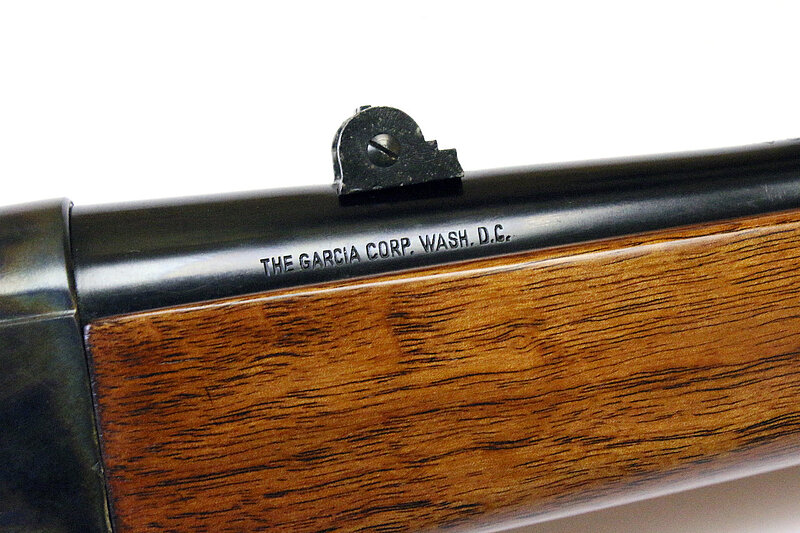 THE GARCIA CORP. WASH. D.C.